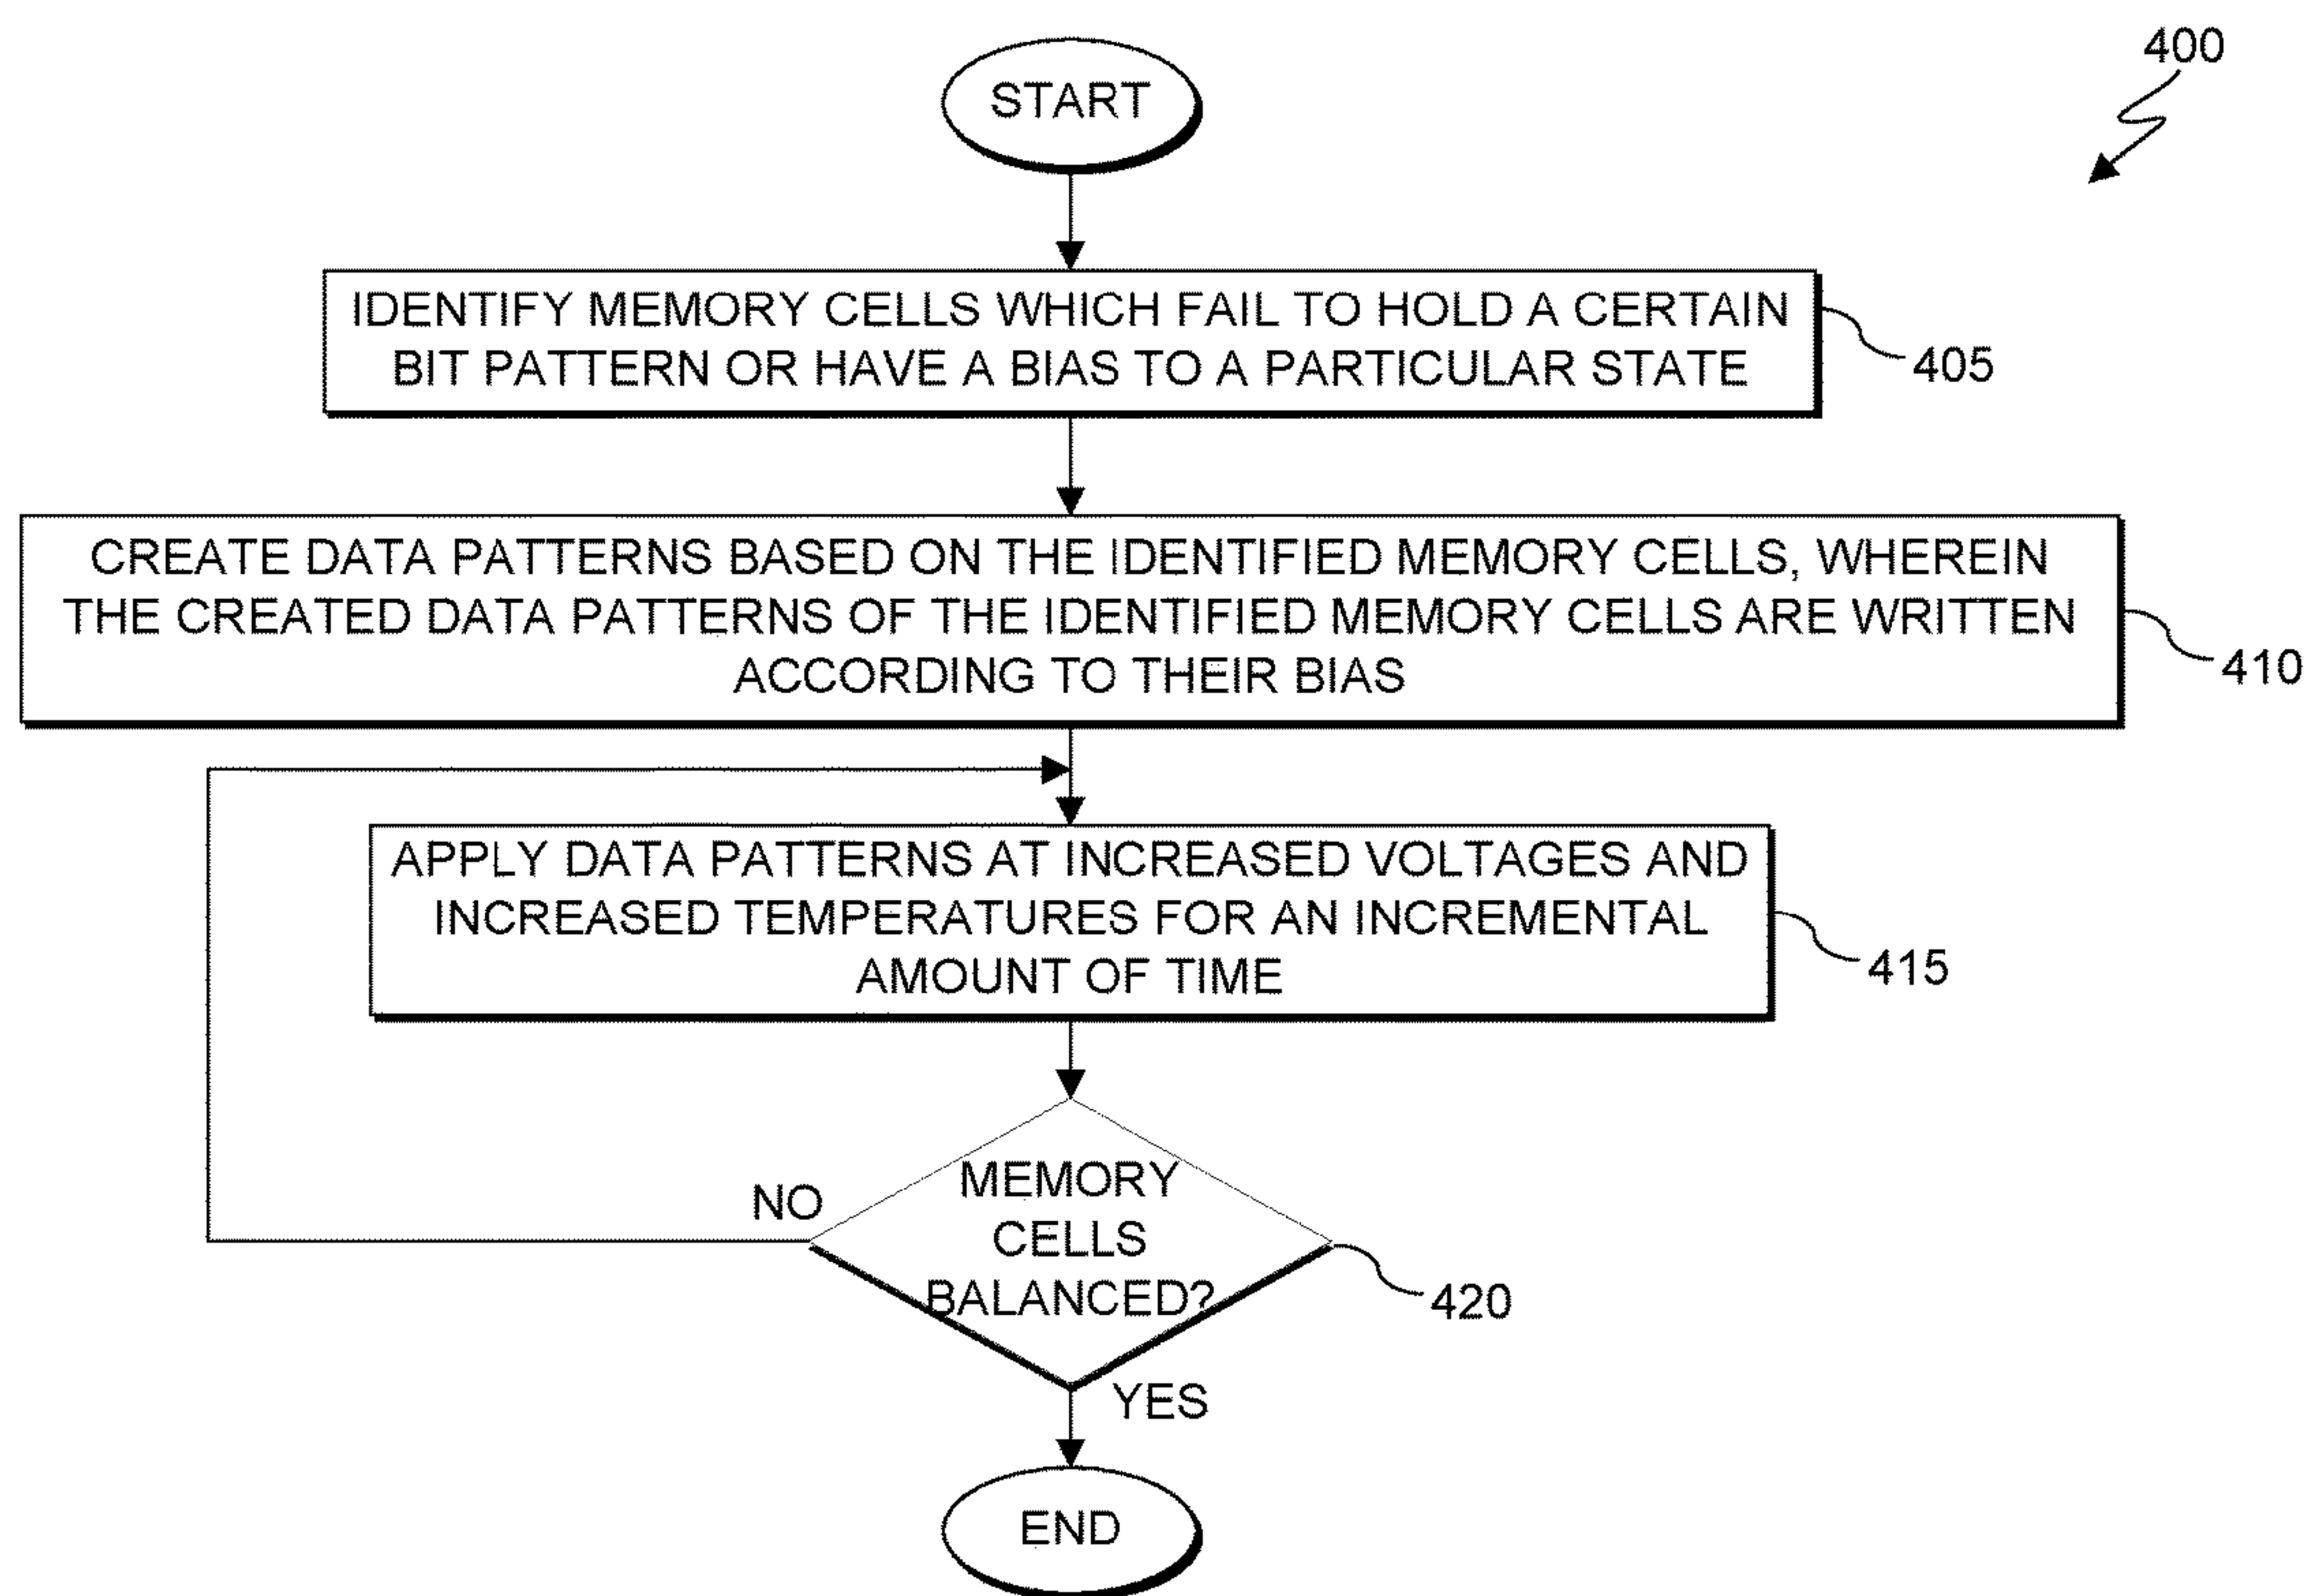 400
START
IDENTIFY MEMORY CELLS WHICH FAIL TO HOLD A CERTAIN
BIT PATTERN OR HAVE A BIAS TO A PARTICULAR STATE
405
CREATE DATA PATTERNS BASED ON THE IDENTIFIED MEMORY CELLS, WHEREIN
THE CREATED DATA PATTERNS OF THE IDENTIFIED MEMORY CELLS ARE WRITTEN
ACCORDING TO THEIR BIAS
410
APPLY DATA PATTERNS AT INCREASED VOLTAGES AND
INCREASED TEMPERATURES FOR AN INCREMENTAL
AMOUNT OF TIME
415
NO
MEMORY
CELLS
BALANCED?
420
YES
END